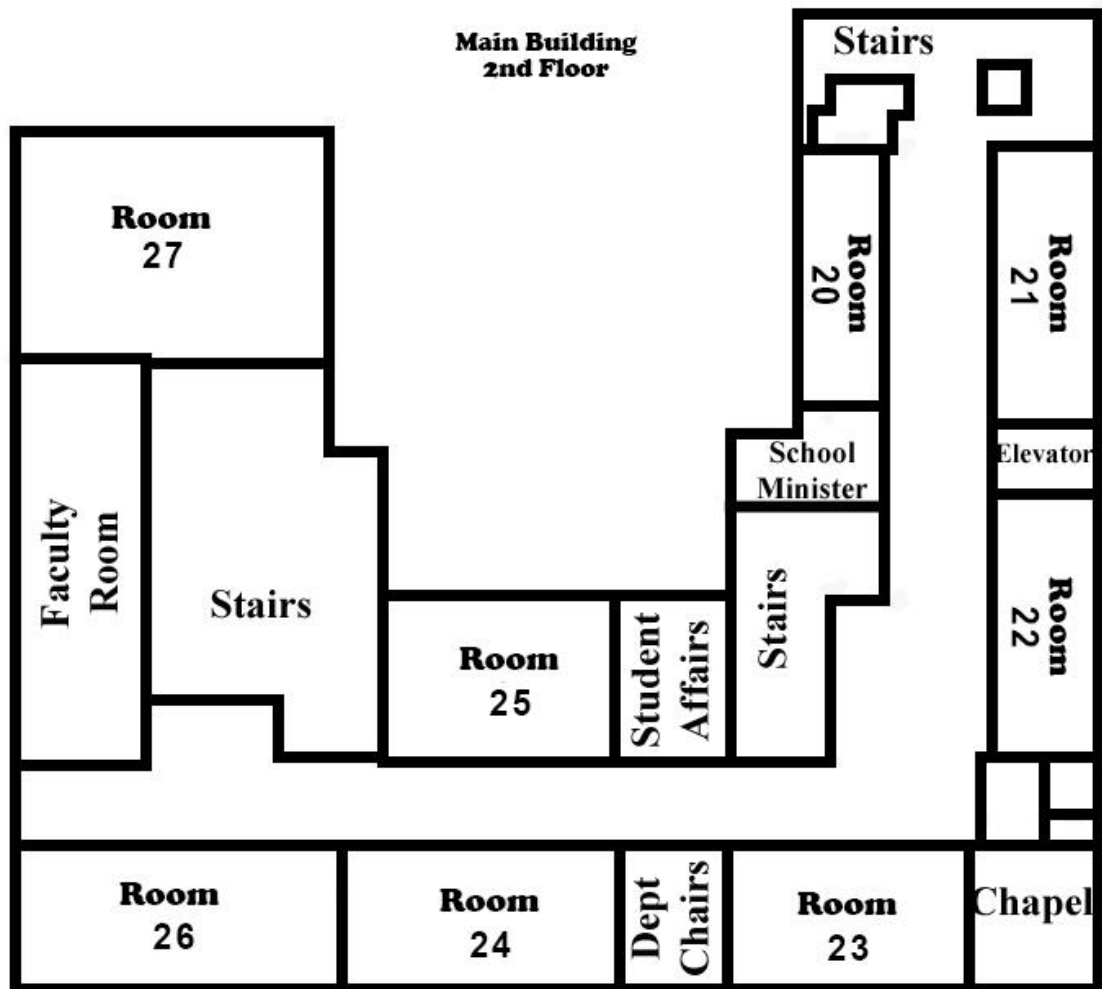 Main Building
2nd Floor
Stairs
Room
27
Room
20
Room
21
School
Minister
Elevator
Faculty
Room
Stairs
Room
25
Student
Affairs
Stairs
Room
22
Room
26
Room
24
Dept
Chairs
Room
23
Chapel